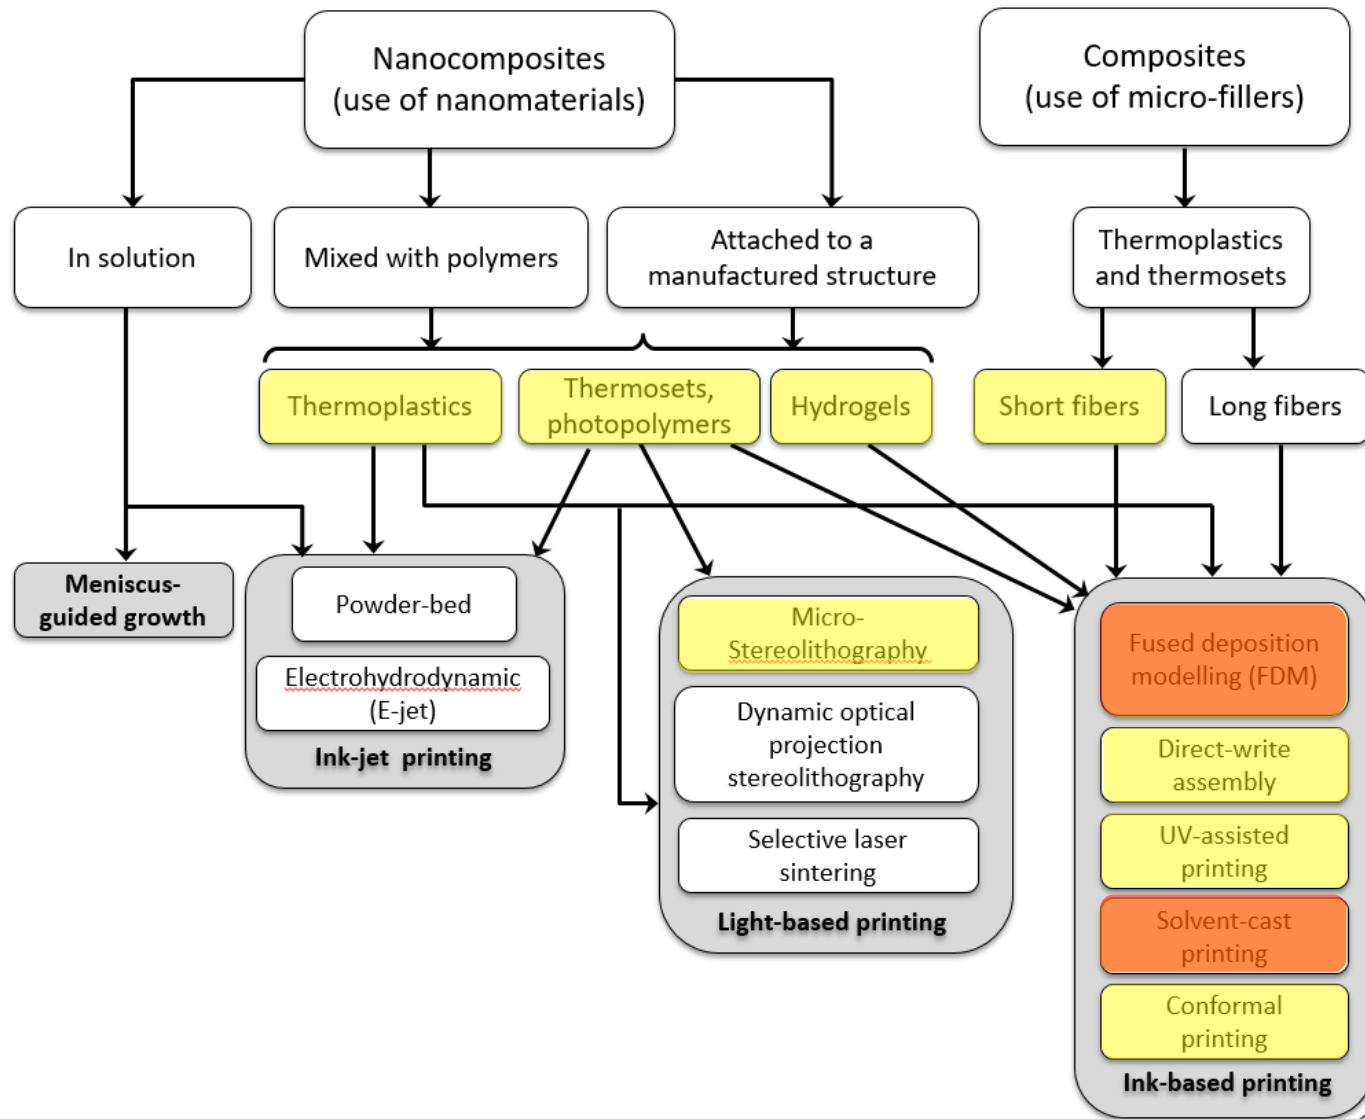 Nanocomposites
(use of nanomaterials)
Composites
(use of micro-fillers)
In solution
Mixed with polymers
Attached to a
manufactured structure
Thermoplastics
and thermosets
Thermoplastics
Thermosets,
photopolymers
Hydrogels
Short fibers
Long fibers
Meniscus-
guided growth
Powder-bed
Electrohydrodynamic
(E-jet)
Ink-jet printing
Micro-
Stereolithography
Dynamic optical
projection
stereolithography
Selective laser
sintering
Light-based printing
Fused deposition
modelling (FDM)
Direct-write
assembly
UV-assisted
printing
Solvent-cast
printing
Conformal
printing
Ink-based printing